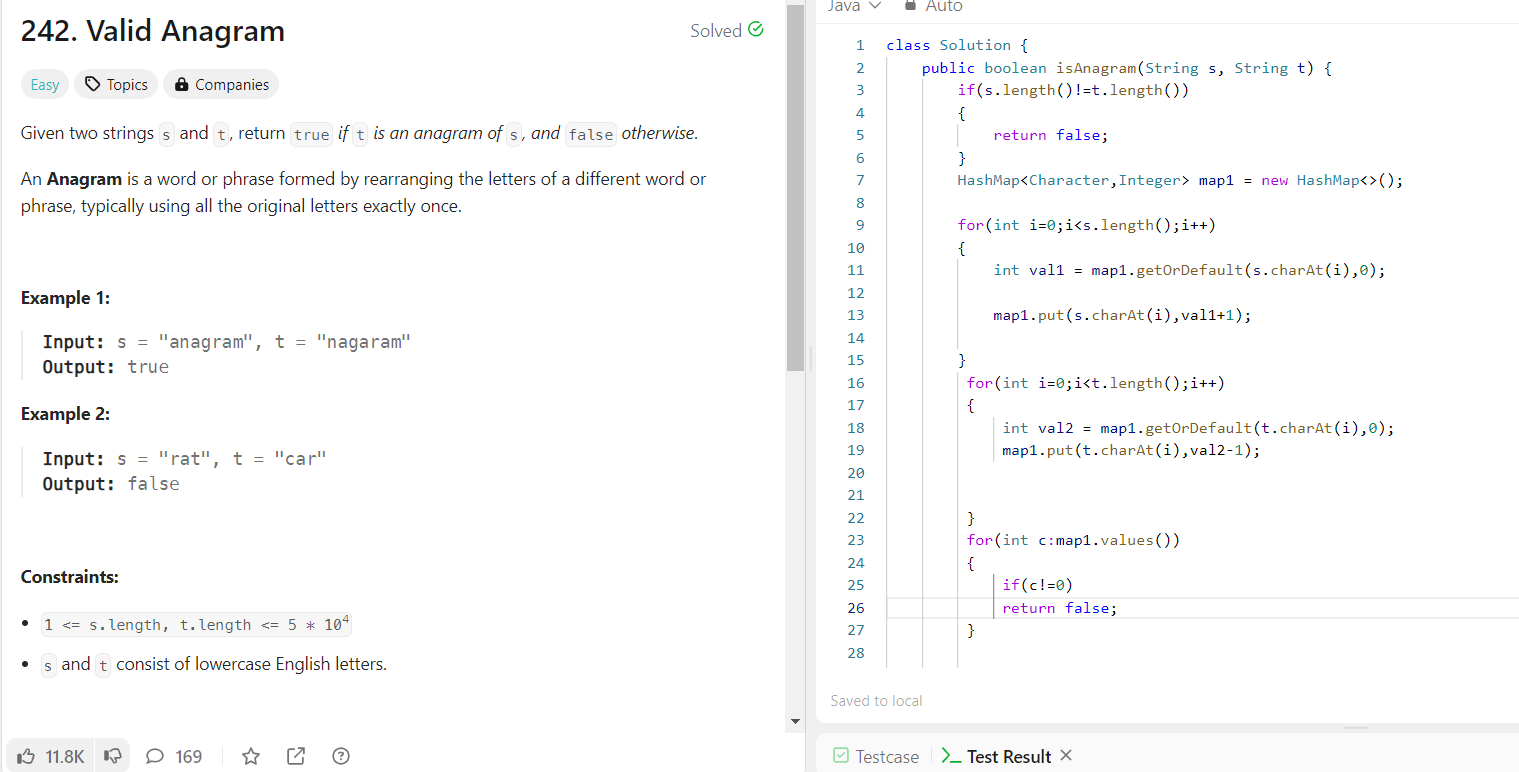 242. Valid Anagram
Solved
Easy
Topics
Companies
Given two strings s and t, return true if t is an anagram of s, and false otherwise.
An Anagram is a word or phrase formed by rearranging the letters of a different word or
phrase, typically using all the original letters exactly once.
Example 1:
Input: s = "anagram", t = "nagaram"
Output: true
Example 2:
Input: s = "rat", t = "car"
Output: false
Constraints:
• 1 <= s.length, t.length <= 5 * 10⁴
• s and t consist of lowercase English letters.
11.8K
169
Java
Auto
1 class Solution {
2 public boolean isAnagram(String s, String t) {
3 if(s.length()!=t.length())
4 {
5 return false;
6 }
7 HashMap<Character,Integer> map1 = new HashMap<>();
8
9 for(int i=0;i<s.length();i++)
10 {
11 int val1 = map1.getOrDefault(s.charAt(i),0);
12
13 map1.put(s.charAt(i),val1+1);
14
15 }
16 for(int i=0;i<t.length();i++)
17 {
18 int val2 = map1.getOrDefault(t.charAt(i),0);
19 map1.put(t.charAt(i),val2-1);
20
21
22 }
23 for(int c:map1.values())
24 {
25 if(c!=0)
26 return false;
27 }
28
Saved to local
Testcase
>_ Test Result ×